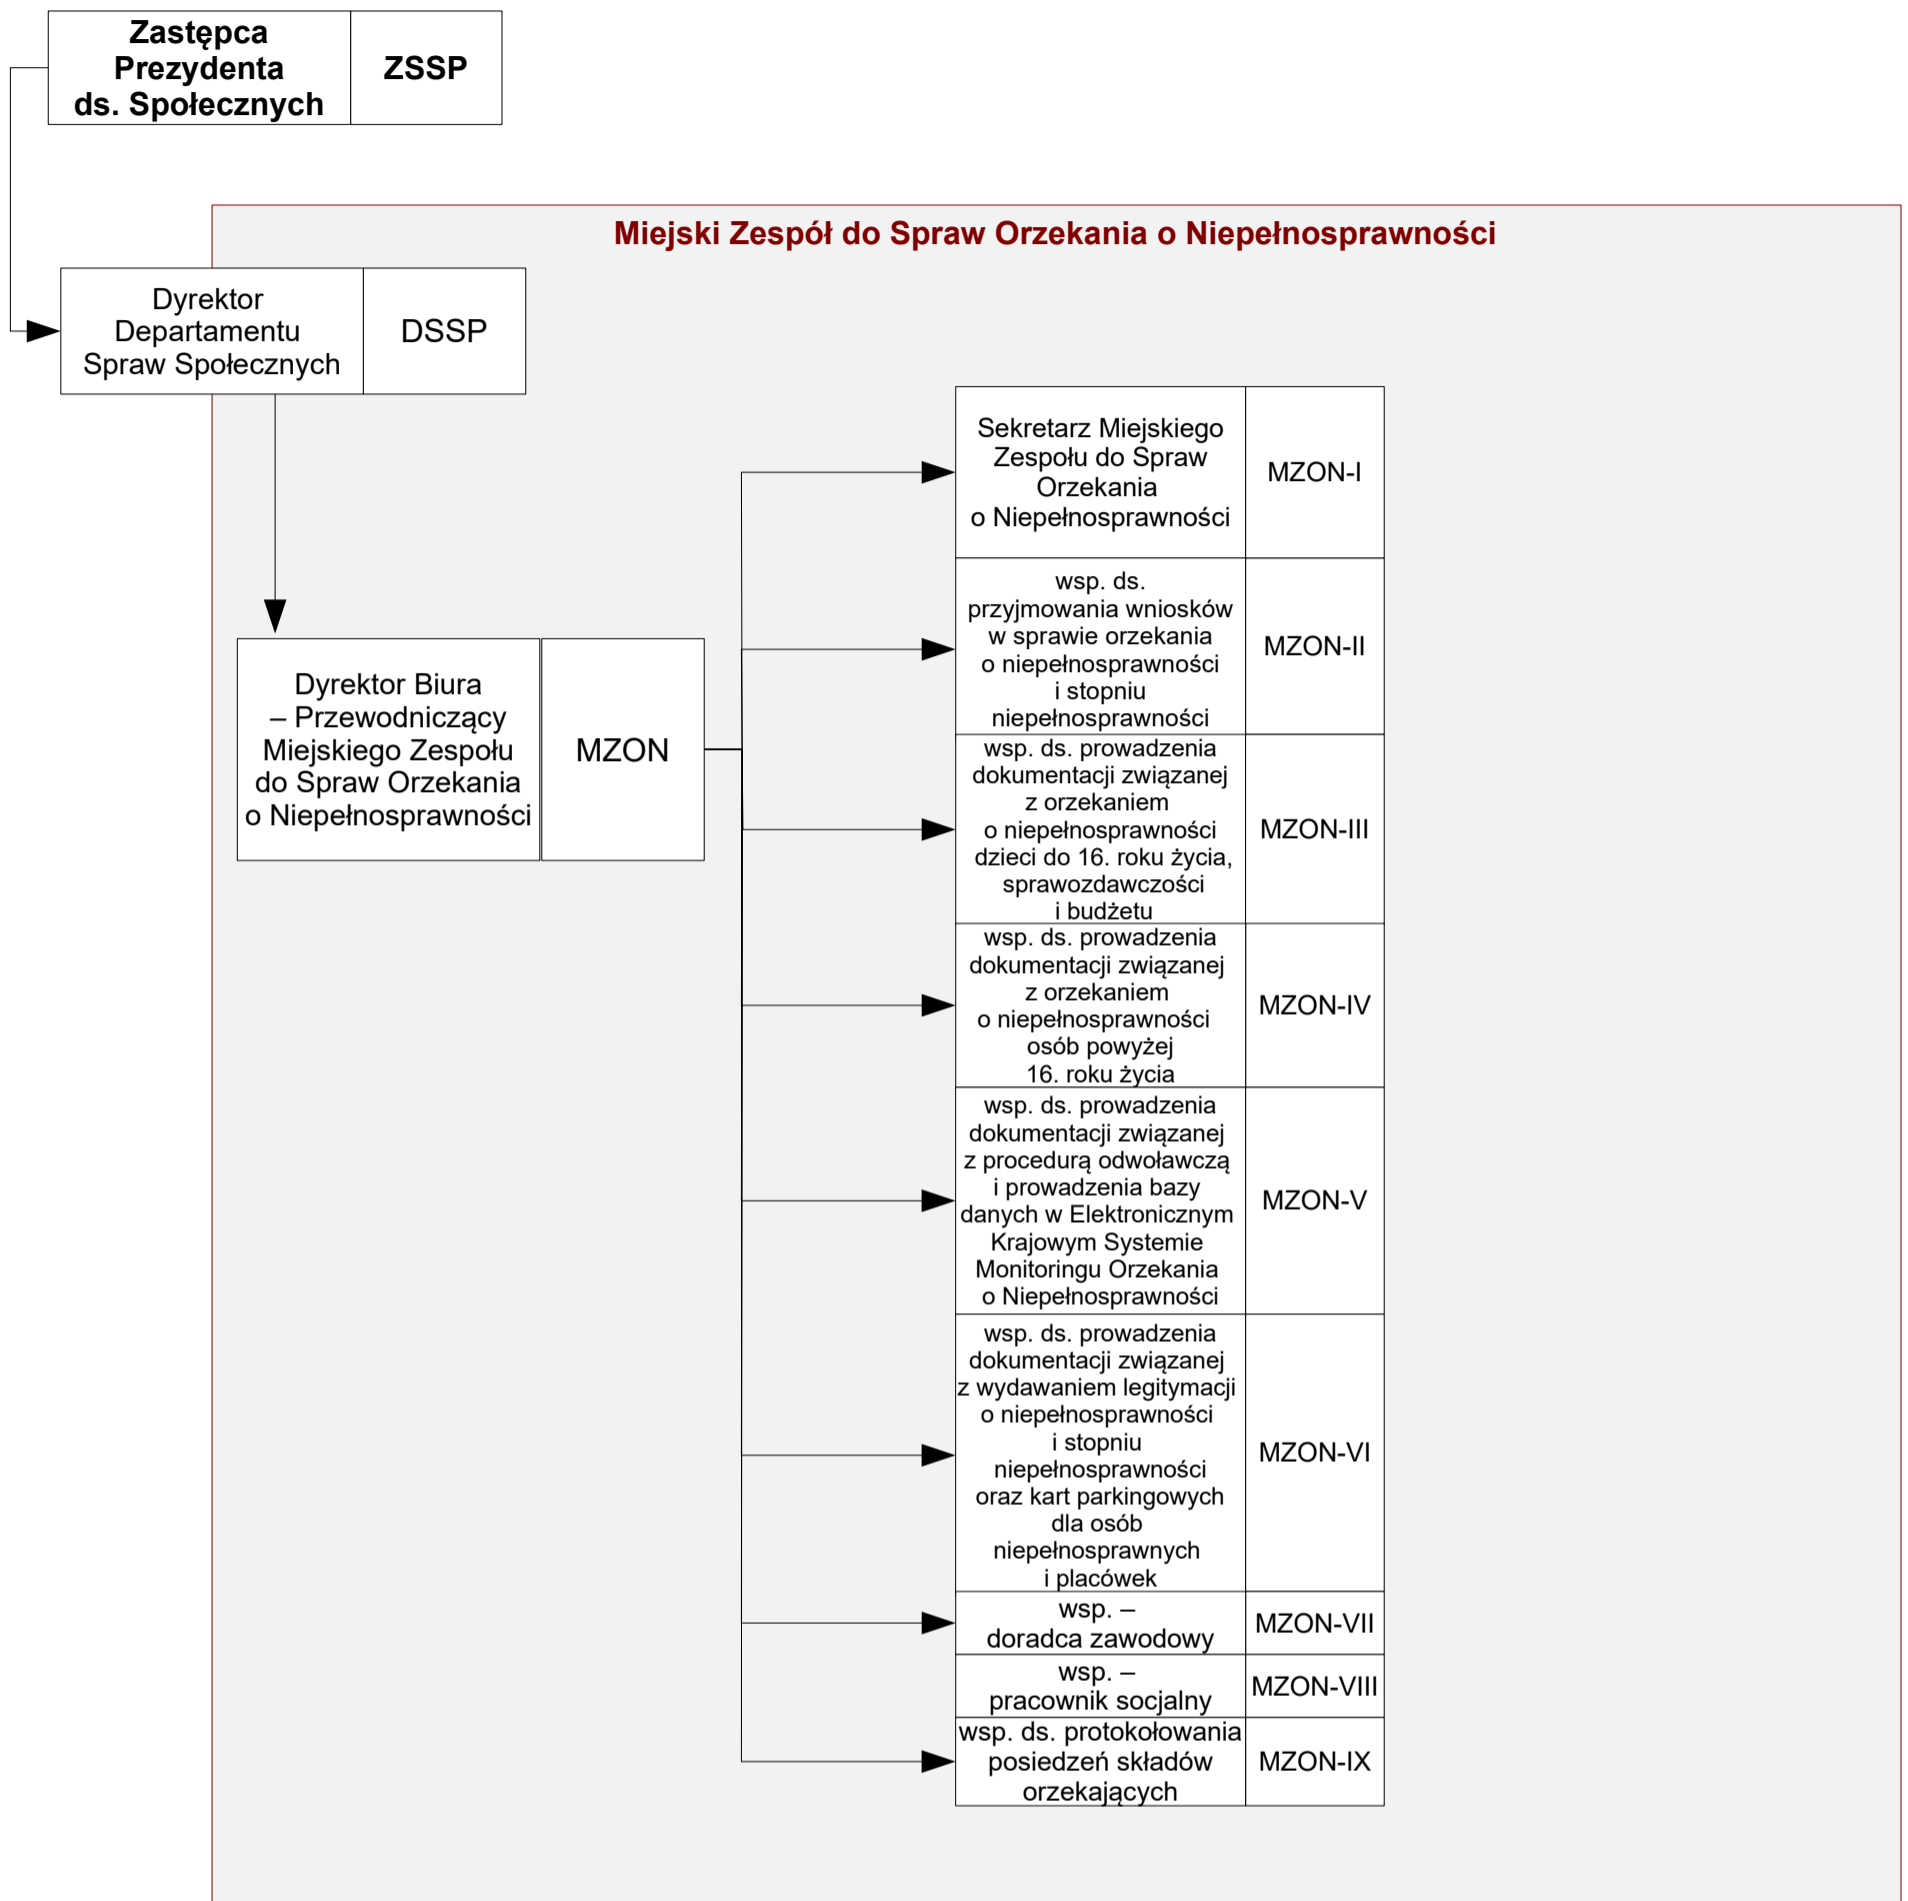 Zastępca
Prezydenta
ds. Społecznych
ZSSP
Miejski Zespół do Spraw Orzekania o Niepełnosprawności
Dyrektor
Departamentu
Spraw Społecznych
DSSP
Dyrektor Biura
– Przewodniczący
Miejskiego Zespołu
do Spraw Orzekania
o Niepełnosprawności
MZON
Sekretarz Miejskiego
Zespołu do Spraw
Orzekania
o Niepełnosprawności
MZON-I
wsp. ds.
przyjmowania wniosków
w sprawie orzekania
o niepełnosprawności
i stopniu
niepełnosprawności
MZON-II
wsp. ds. prowadzenia
dokumentacji związanej
z orzekaniem
o niepełnosprawności
dzieci do 16. roku życia,
sprawozdawczości
i budżetu
MZON-III
wsp. ds. prowadzenia
dokumentacji związanej
z orzekaniem
o niepełnosprawności
osób powyżej
16. roku życia
MZON-IV
wsp. ds. prowadzenia
dokumentacji związanej
z procedurą odwoławczą
i prowadzenia bazy
danych w Elektronicznym
Krajowym Systemie
Monitoringu Orzekania
o Niepełnosprawności
MZON-V
wsp. ds. prowadzenia
dokumentacji związanej
z wydawaniem legitymacji
o niepełnosprawności
i stopniu
niepełnosprawności
oraz kart parkingowych
dla osób
niepełnosprawnych
i placówek
MZON-VI
wsp. –
doradca zawodowy
MZON-VII
wsp. –
pracownik socjalny
MZON-VIII
wsp. ds. protokołowania
posiedzeń składów
orzekających
MZON-IX